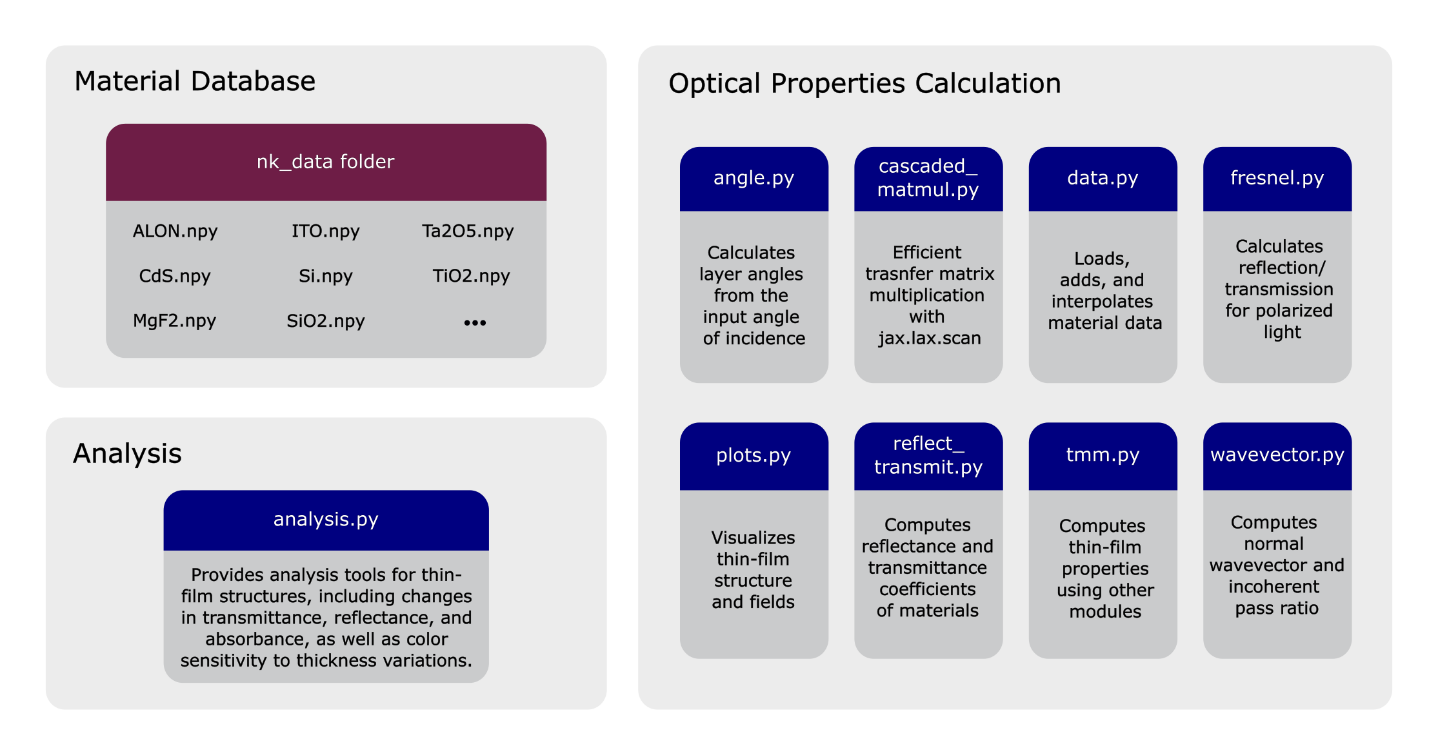 Material Database
nk_data folder
ALON.npy
ITO.npy
Ta2O5.npy
CdS.npy
Si.npy
TiO2.npy
MgF2.npy
SiO2.npy
•••
Analysis
analysis.py
Provides analysis tools for thin-
film structures, including changes
in transmittance, reflectance, and
absorbance, as well as color
sensitivity to thickness variations.
Optical Properties Calculation
angle.py
Calculates
layer angles
from the
input angle
of incidence
cascaded_
matmul.py
Efficient
trasnfer matrix
multiplication
with
jax.lax.scan
data.py
Loads,
adds, and
interpolates
material data
fresnel.py
Calculates
reflection/
transmission
for polarized
light
plots.py
Visualizes
thin-film
structure
and fields
reflect_
transmit.py
Computes
reflectance and
transmittance
coefficients
of materials
tmm.py
Computes
thin-film
properties
using other
modules
wavevector.py
Computes
normal
wavevector and
incoherent
pass ratio